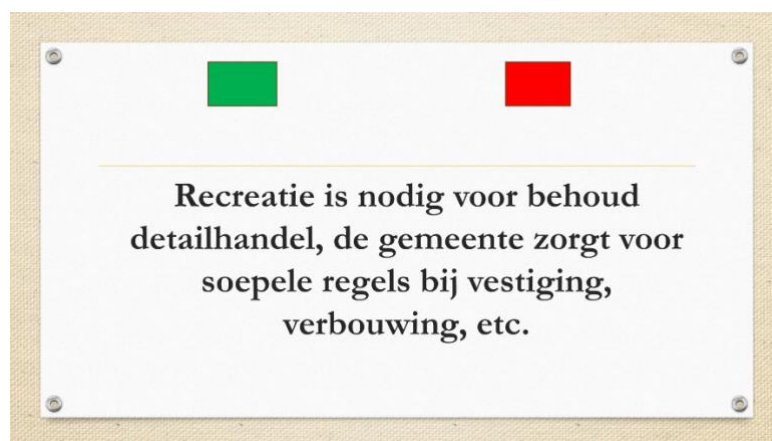 Recreatie is nodig voor behoud
detailhandel, de gemeente zorgt voor
soepele regels bij vestiging,
verbouwing, etc.